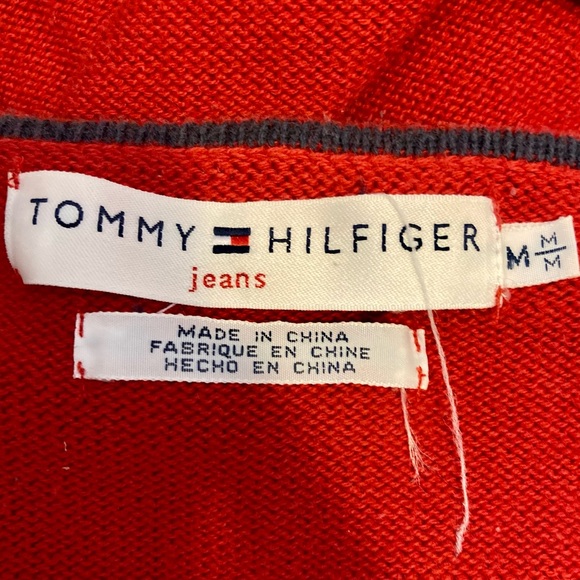 TOMMY HILFIGER
jeans
M M/M
MADE IN CHINA
FABRIQUE EN CHINE
HECHO EN CHINA